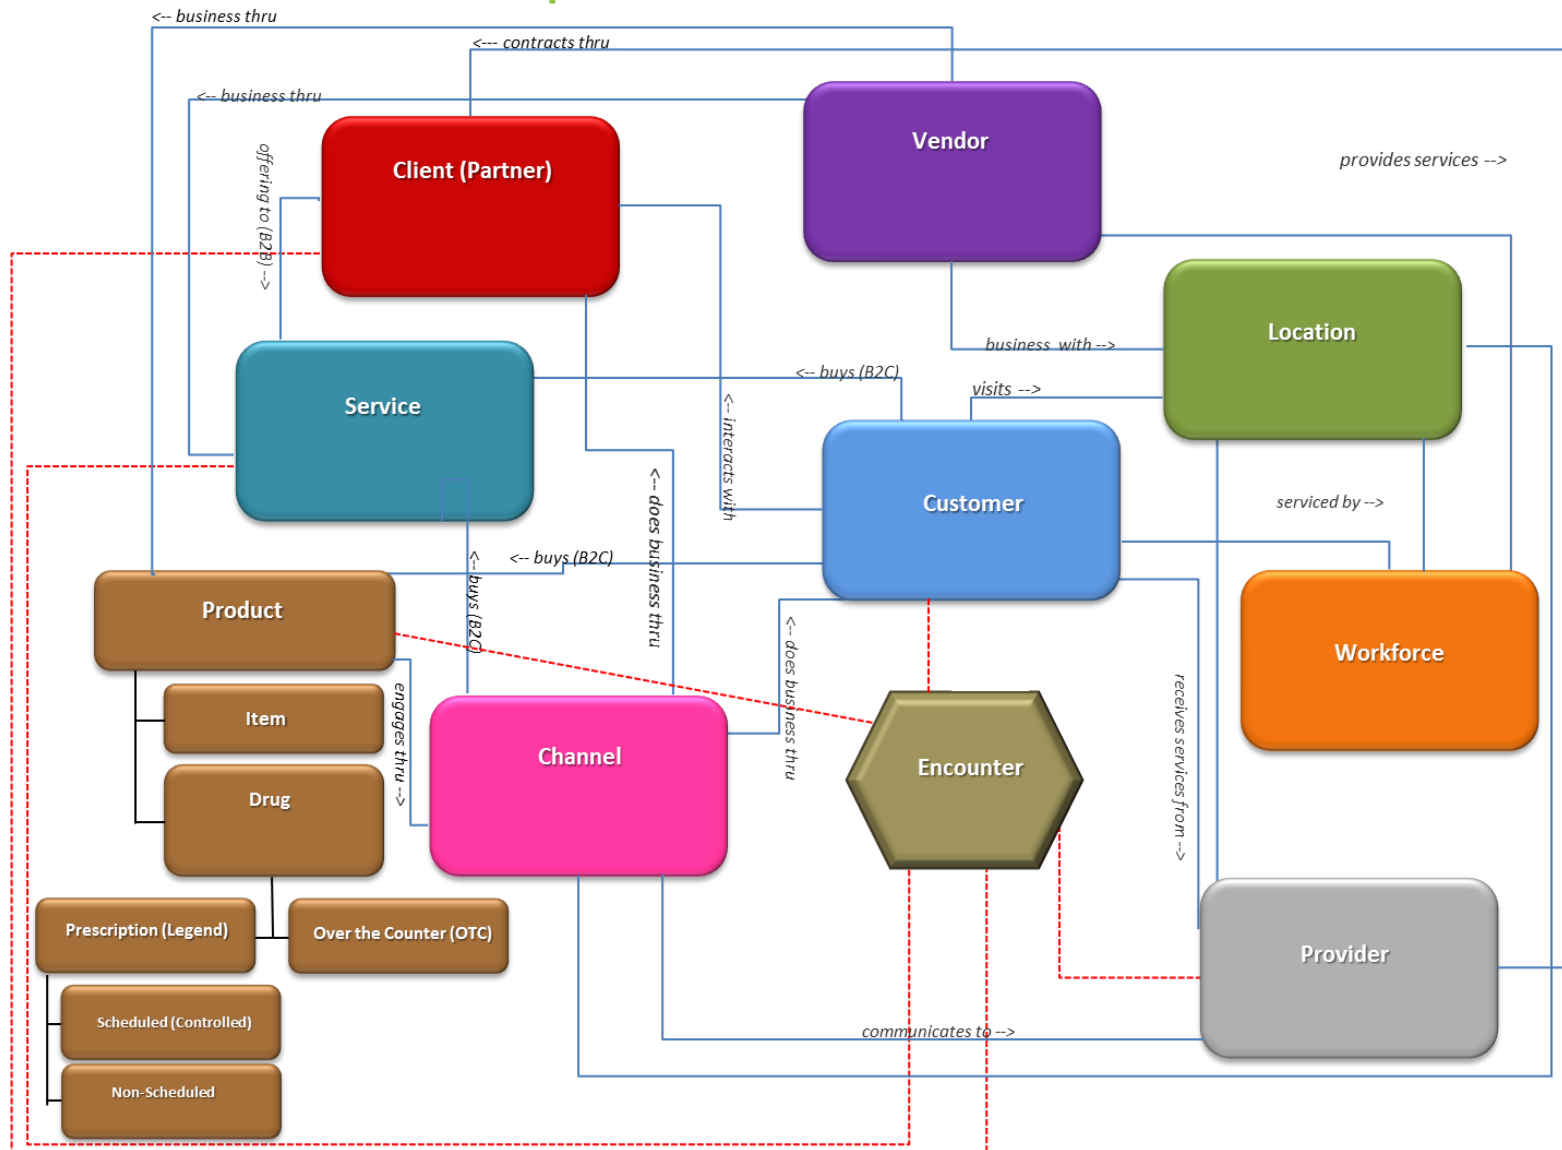 <-- business thru
<--- contracts thru
<-- business thru
Vendor
Client (Partner)
provides services -->
offering to (B2B) -->
Location
business  with -->
<-- buys (B2C)
visits -->
Service
<-- interacts with
Customer
serviced by -->
<-- does business thru
<-- buys (B2C)
<-- buys (B2C)
Product
<-- does business thru
Workforce
receives services from -->
engages thru -->
Item
Channel
Encounter
Drug
Prescription (Legend)
Over the Counter (OTC)
Provider
Scheduled (Controlled)
communicates to -->
Non-Scheduled